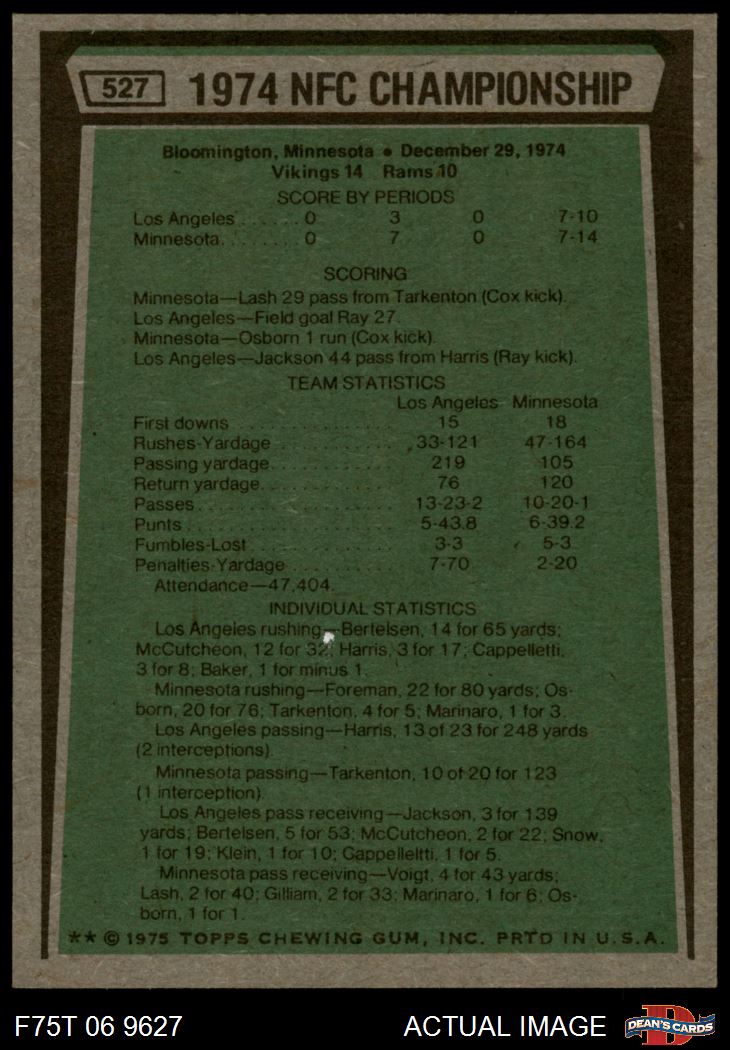 527 1974 NFC CHAMPIONSHIP
Bloomington, Minnesota • December 29, 1974
Vikings 14 Rams 10
SCORE BY PERIODS
Los Angeles ...... 0 3 0 7-10
Minnesota........ 0 7 0 7-14
SCORING
Minnesota—Lash 29 pass from Tarkenton (Cox kick).
Los Angeles—Field goal Ray 27.
Minnesota—Osborn 1 run (Cox kick).
Los Angeles—Jackson 44 pass from Harris (Ray kick).
TEAM STATISTICS
Los Angeles Minnesota
First downs ............... 15 18
Rushes-Yardage ........... 33-121 47-164
Passing yardage........... 219 105
Return yardage............ 76 120
Passes ................... 13-23-2 10-20-1
Punts .................... 5-43.8 6-39.2
Fumbles-Lost ............. 3-3 5-3
Penalties-Yardage ........ 7-70 2-20
Attendance—47,404.
INDIVIDUAL STATISTICS
Los Angeles rushing—Bertelsen, 14 for 65 yards;
McCutcheon, 12 for 32; Harris, 3 for 17; Cappelletti,
3 for 8; Baker, 1 for minus 1.
Minnesota rushing—Foreman, 22 for 80 yards; Os-
born, 20 for 76; Tarkenton, 4 for 5; Marinaro, 1 for 3.
Los Angeles passing—Harris, 13 of 23 for 248 yards
(2 interceptions).
Minnesota passing—Tarkenton, 10 of 20 for 123
(1 interception).
Los Angeles pass receiving—Jackson, 3 for 139
yards; Bertelsen, 5 for 53; McCutcheon, 2 for 22; Snow,
1 for 19; Klein, 1 for 10; Cappelleltti, 1 for 5.
Minnesota pass receiving—Voigt, 4 for 43 yards;
Lash, 2 for 40; Gilliam, 2 for 33; Marinaro, 1 for 6; Os-
born, 1 for 1.
** © 1975 TOPPS CHEWING GUM, INC. PRTD IN U.S.A.
F75T 06 9627 ACTUAL IMAGE D DEAN'S CARDS